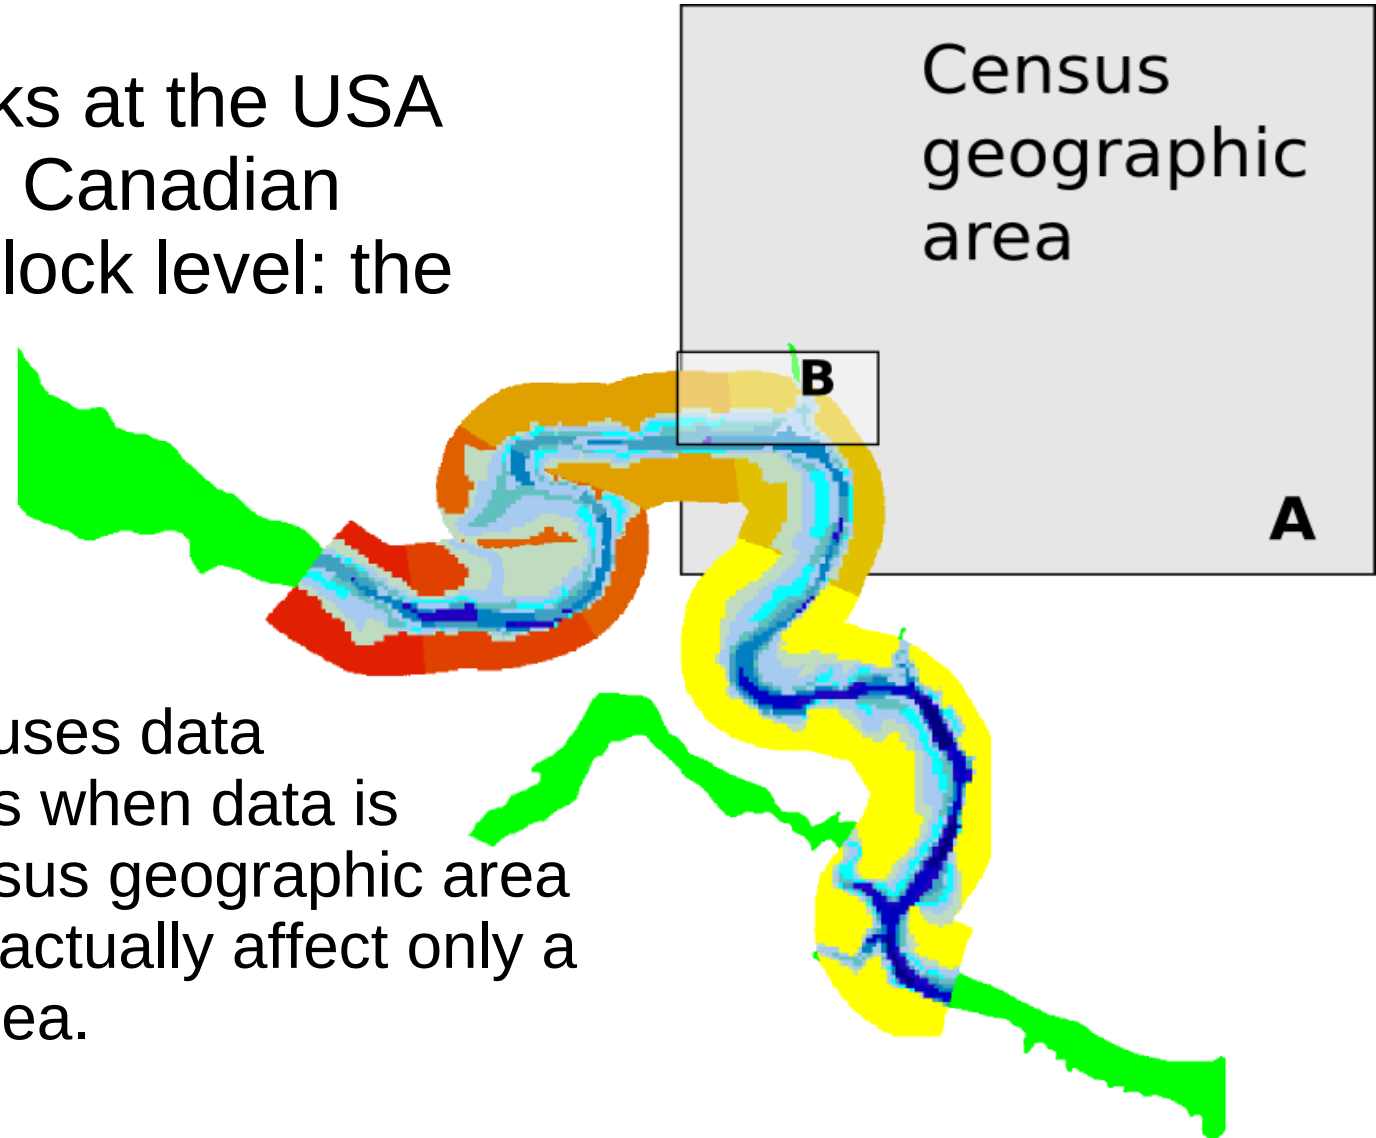 ks at the USA
Canadian
lock level: the
Census
geographic
area
B
A
uses data
s when data is
sus geographic area
actually affect only a
ea.